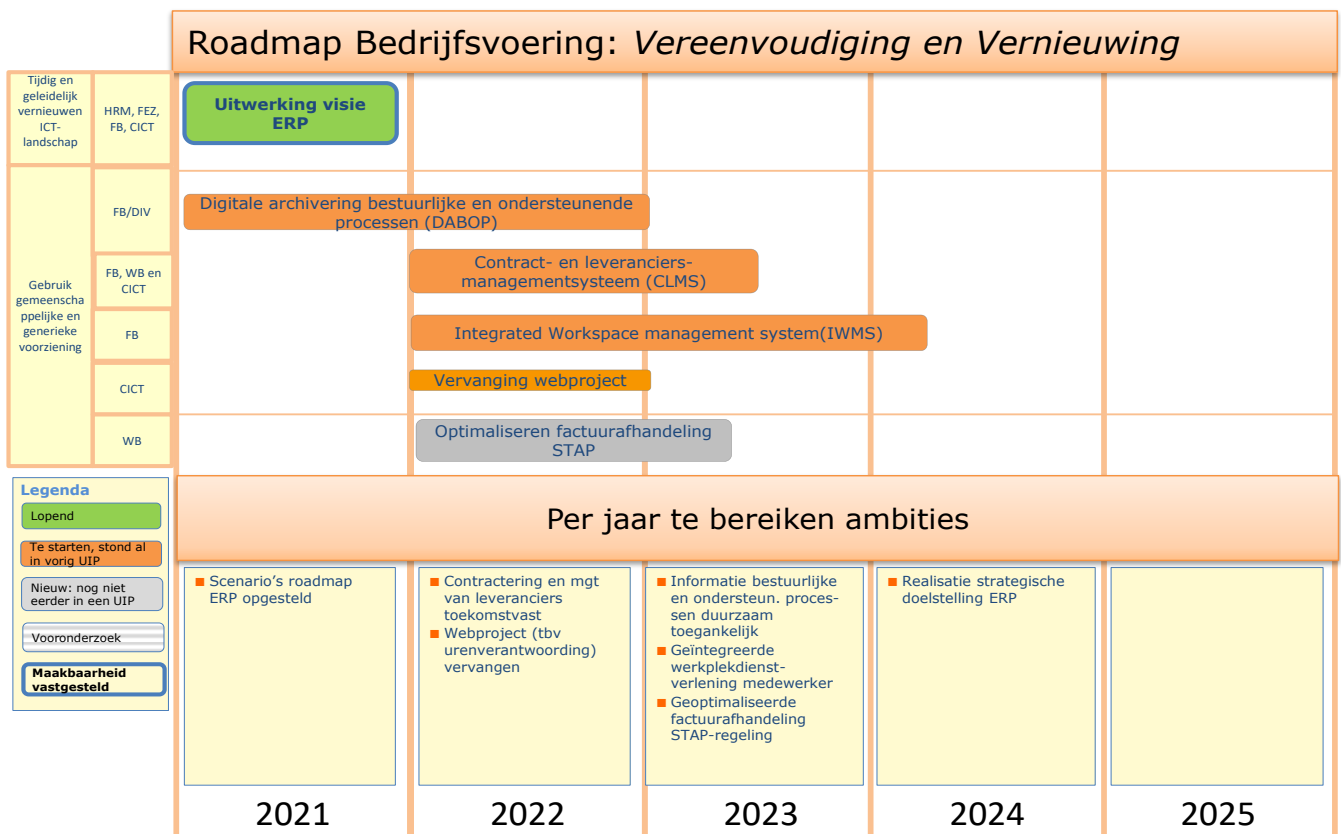 Roadmap Bedrijfsvoering: Vereenvoudiging en Vernieuwing
Tijdig en
geleidelijk
vernieuwen
ICT-
landschap
HRM, FEZ,
FB, CICT
Uitwerking visie
ERP
Gebruik
gemeenscha
ppelijke en
generieke
voorziening
FB/DIV
Digitale archivering bestuurlijke en ondersteunende
processen (DABOP)
FB, WB en
CICT
Contract- en leveranciers-
managementsysteem (CLMS)
FB
Integrated Workspace management system(IWMS)
CICT
Vervanging webproject
WB
Optimaliseren factuurafhandeling
STAP
Legenda
Lopend
Te starten, stond al
in vorig UIP
Nieuw: nog niet
eerder in een UIP
Vooronderzoek
Maakbaarheid
vastgesteld
Per jaar te bereiken ambities
Scenario's roadmap
ERP opgesteld
Contractering en mgt
van leveranciers
toekomstvast
Webproject (tbv
urenverantwoording)
vervangen
Informatie bestuurlijke
en ondersteun. proces-
sen duurzaam
toegankelijk
Geïntegreerde
werkplekdienst-
verlening medewerker
Geoptimaliseerde
factuurafhandeling
STAP-regeling
Realisatie strategische
doelstelling ERP
2021
2022
2023
2024
2025